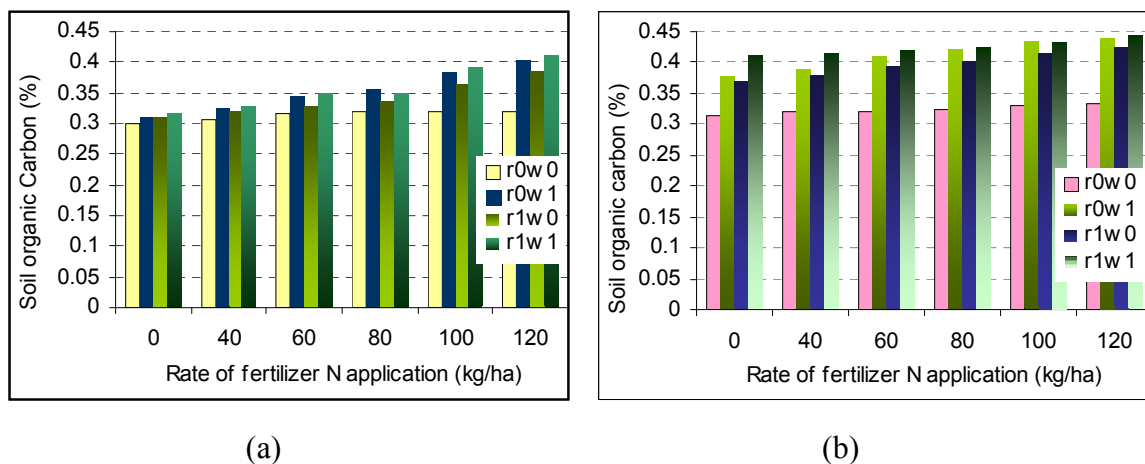 0.45
0.4
0.35
0.3
0.25
0.2
0.15
0.1
0.05
0
Soil organic Carbon (%)
r0w 0
r0w 1
r1w 0
r1w 1
0 40 60 80 100 120
Rate of fertilizer N application (kg/ha)
(a)
0.45
0.4
0.35
0.3
0.25
0.2
0.15
0.1
0.05
0
Soil organic carbon (%)
r0w 0
r0w 1
r1w 0
r1w 1
0 40 60 80 100 120
Rate of fertilizer N application (kg/ha)
(b)